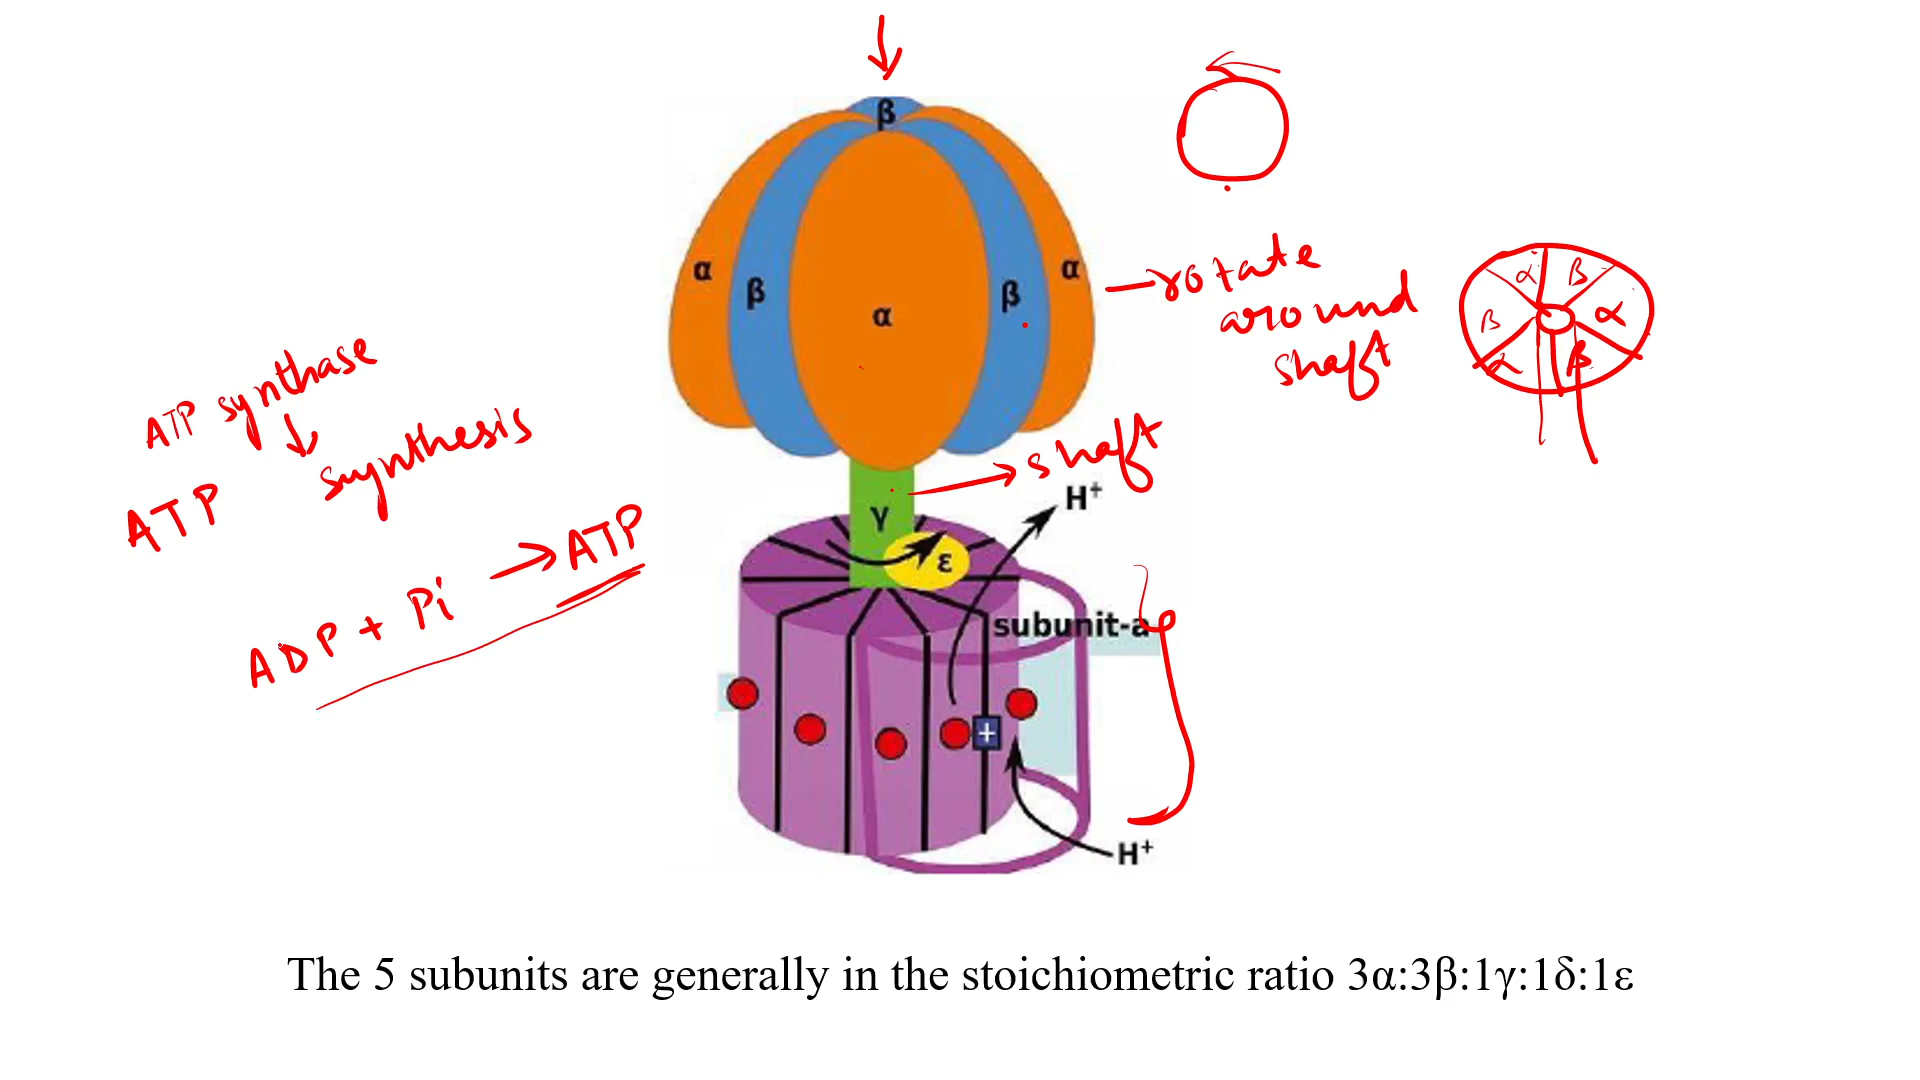 β
α
β
α
β
α
rotate
around
shaft
α
β
β
α
α
β
ATP synthase
ATP
synthesis
ADP + Pi → ATP
shaft
H⁺
γ
ε
subunit-a
+
H⁺
The 5 subunits are generally in the stoichiometric ratio 3α:3β:1γ:1δ:1ε